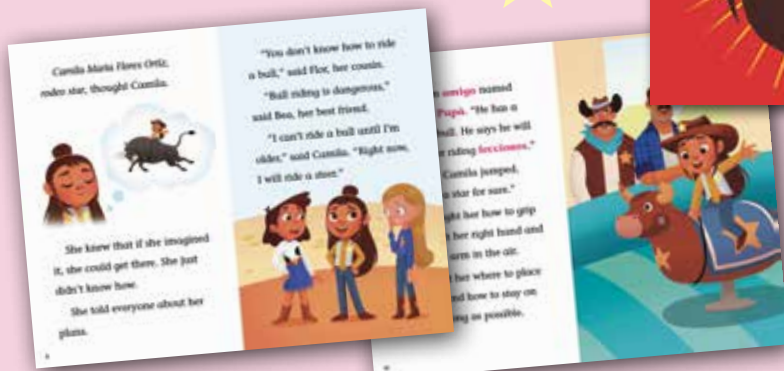 Camila María Flores Ortiz,
rodeo star, thought Camila.
She knew that if she imagined
it, she could get there. She just
didn't know how.
She told everyone about her
plans.
"You don't know how to ride
a bull," said Flor, her cousin.
"Bull riding is dangerous,"
said Bea, her best friend.
"I can't ride a bull until I'm
older," said Camila. "Right now,
I will ride a steer."
amigo named
Papá. "He has a
bull. He says he will
riding lecciones."
Camila jumped.
star for sure."
her how to grip
her right hand and
arm in the air.
her where to place
and how to stay on
long as possible.